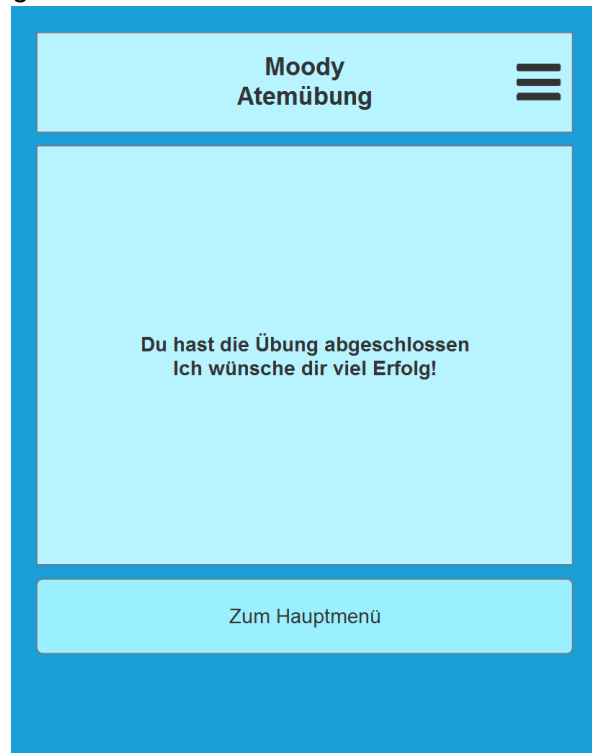 Moody
Atemübung
Du hast die Übung abgeschlossen
Ich wünsche dir viel Erfolg!
Zum Hauptmenü